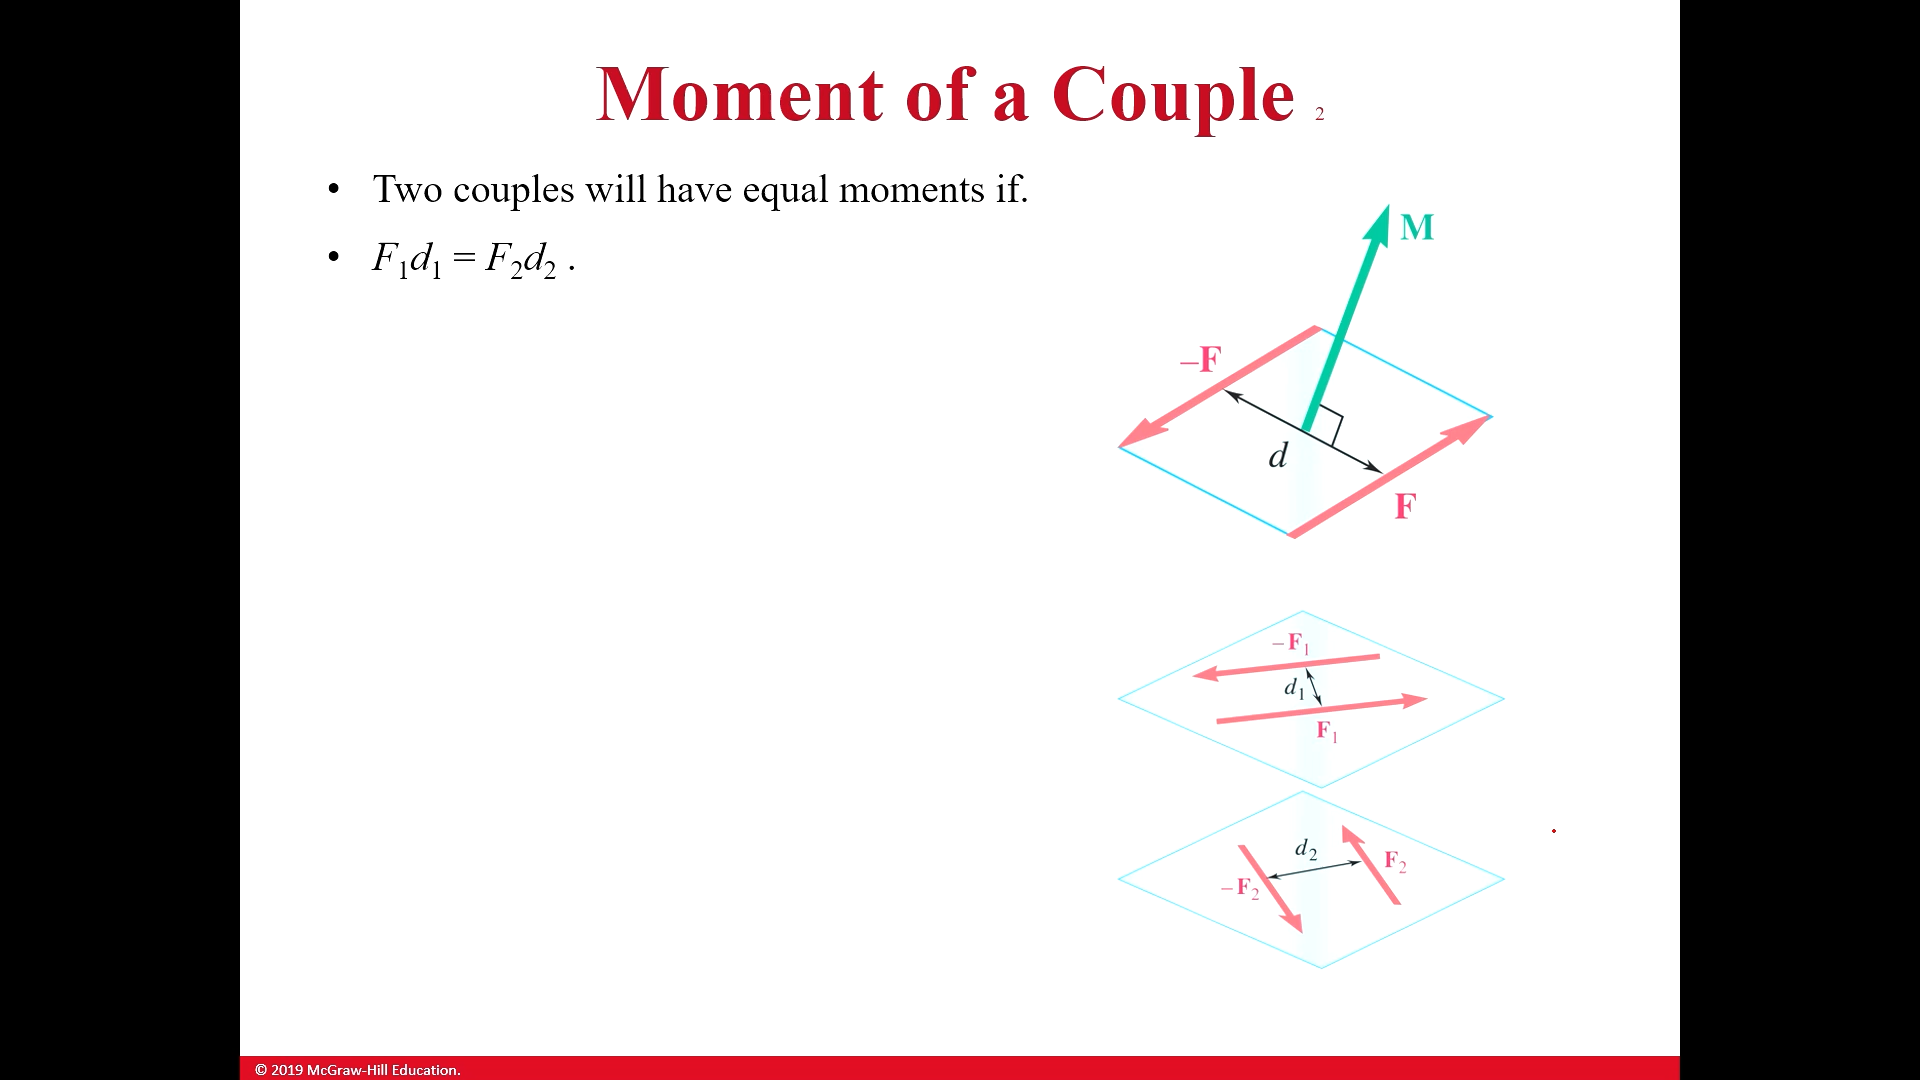 Moment of a Couple 2
• Two couples will have equal moments if.
• F₁d₁ = F₂d₂ .
M
–F
d
F
–F₁
d₁
F₁
d₂
F₂
–F₂
© 2019 McGraw-Hill Education.